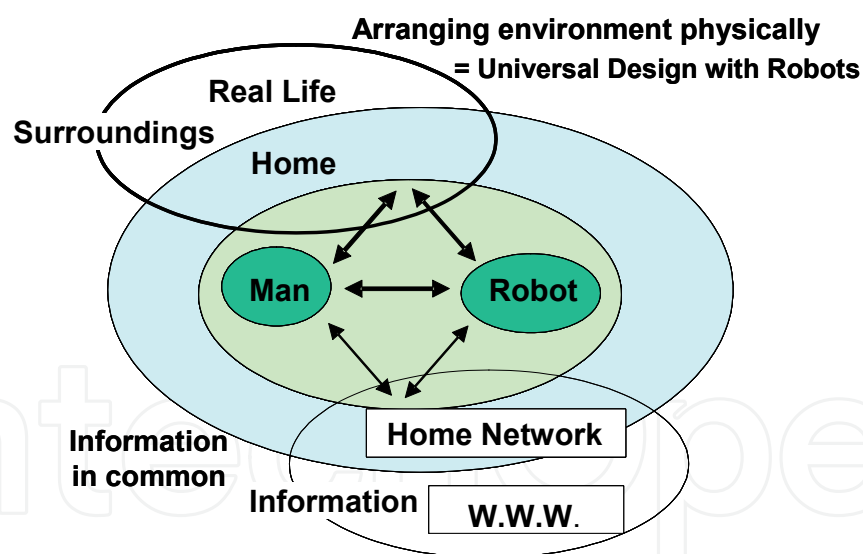 Arranging environment physically
= Universal Design with Robots
Real Life
Surroundings
Home
Man
Robot
Home Network
Information
in common
Information
W.W.W.